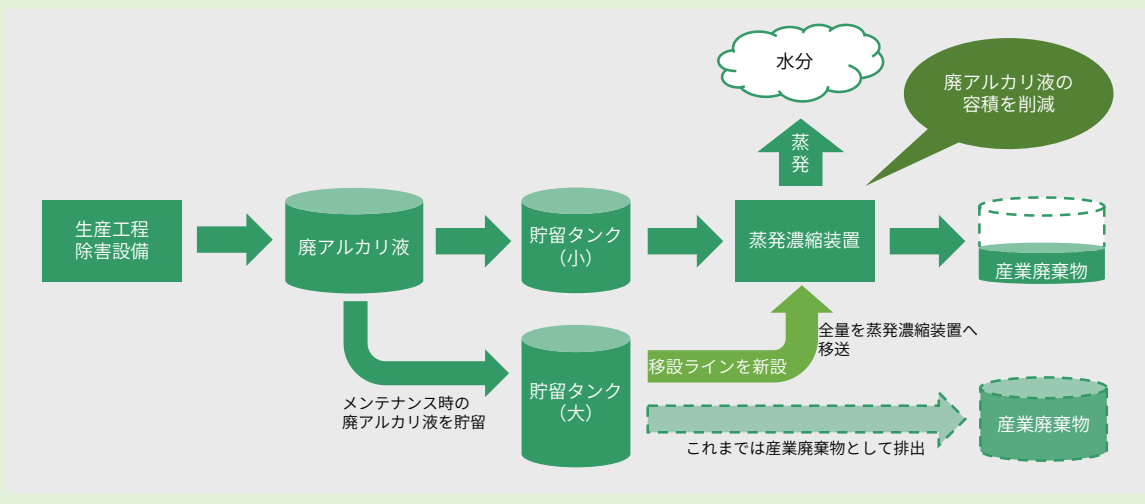 水分
廃アルカリ液の
容積を削減
蒸
発
生産工程
除害設備
廃アルカリ液
貯留タンク
（小）
蒸発濃縮装置
産業廃棄物
全量を蒸発濃縮装置へ
移送
移設ラインを新設
貯留タンク
（大）
メンテナンス時の
廃アルカリ液を貯留
産業廃棄物
これまでは産業廃棄物として排出